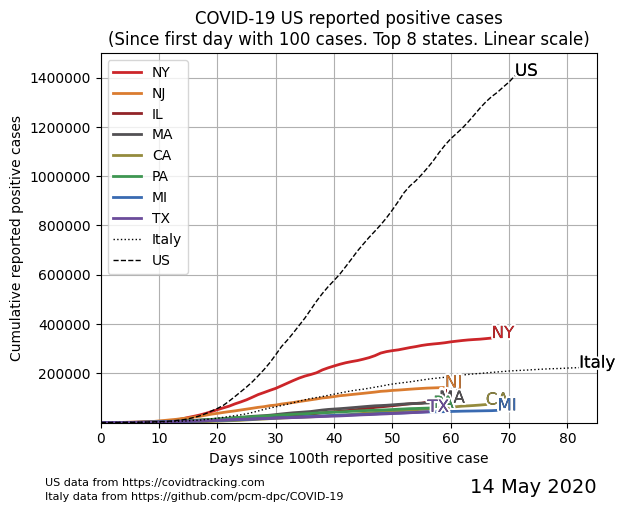 COVID-19 US reported positive cases
(Since first day with 100 cases. Top 8 states. Linear scale)
Cumulative reported positive cases
1400000
1200000
1000000
800000
600000
400000
200000
NY
NJ
IL
MA
CA
PA
MI
TX
Italy
US
US
NY
Italy
NJ
MA
CA
PA
TX
MI
0 10 20 30 40 50 60 70 80
Days since 100th reported positive case
US data from https://covidtracking.com
Italy data from https://github.com/pcm-dpc/COVID-19
14 May 2020